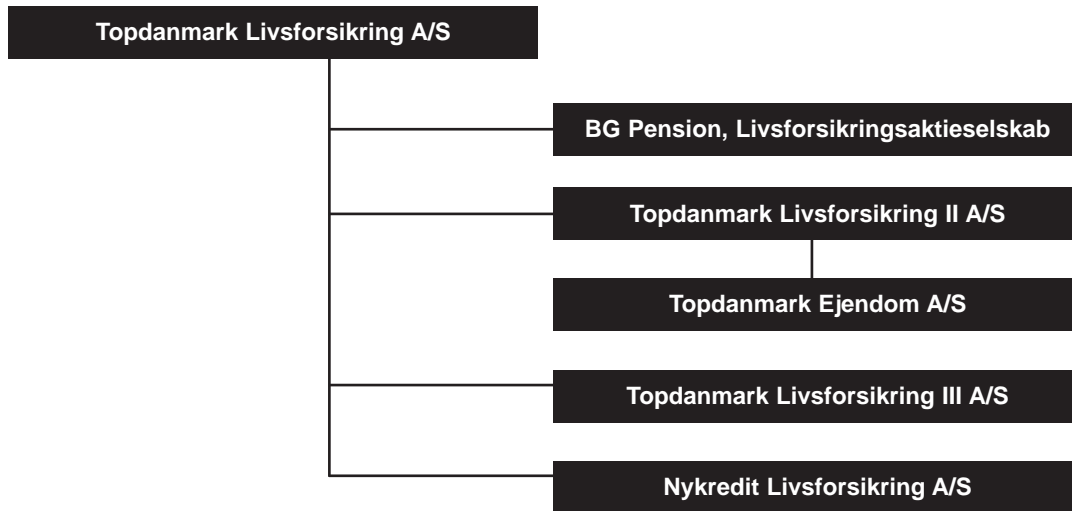 Topdanmark Livsforsikring A/S
BG Pension, Livsforsikringsaktieselskab
Topdanmark Livsforsikring II A/S
Topdanmark Ejendom A/S
Topdanmark Livsforsikring III A/S
Nykredit Livsforsikring A/S